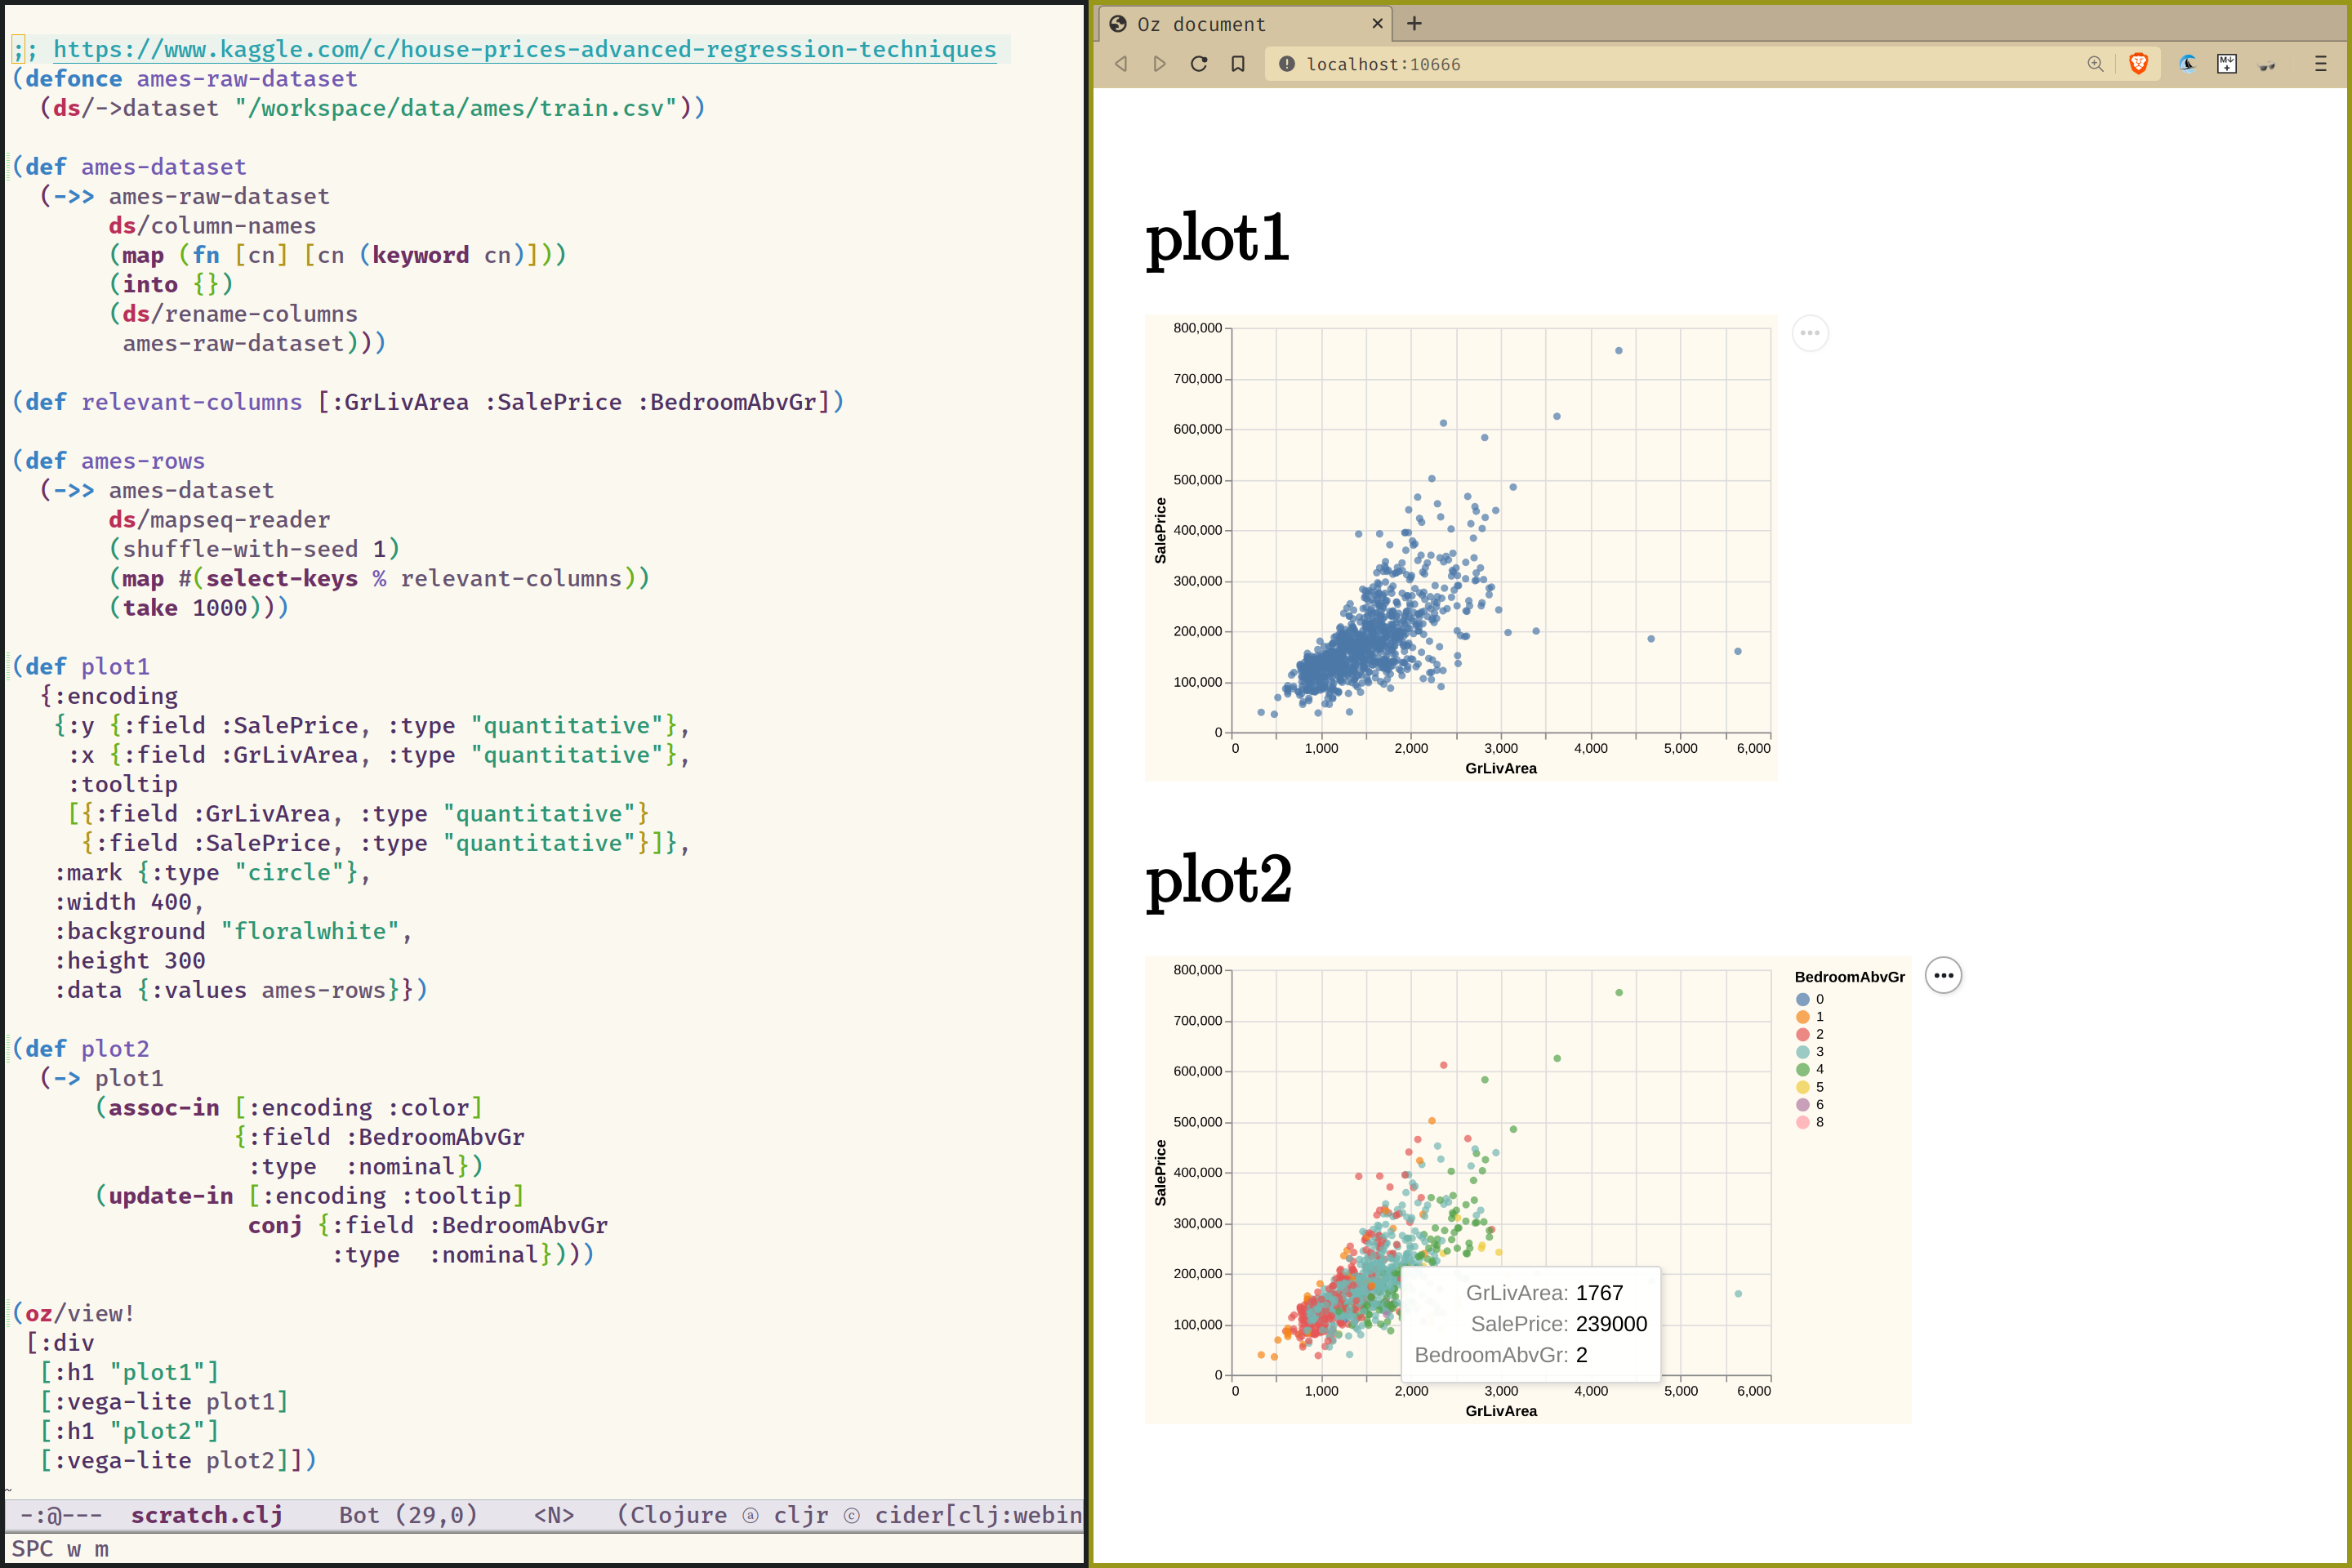 ;; https://www.kaggle.com/c/house-prices-advanced-regression-techniques
(defonce ames-raw-dataset
  (ds/->dataset "/workspace/data/ames/train.csv"))
(def ames-dataset
  (->> ames-raw-dataset
       ds/column-names
       (map (fn [cn] [cn (keyword cn)]))
       (into {})
       (ds/rename-columns
        ames-raw-dataset)))
(def relevant-columns [:GrLivArea :SalePrice :BedroomAbvGr])
(def ames-rows
  (->> ames-dataset
       ds/mapseq-reader
       (shuffle-with-seed 1)
       (map #(select-keys % relevant-columns))
       (take 1000)))
(def plot1
  {:encoding
   {:y {:field :SalePrice, :type "quantitative"},
    :x {:field :GrLivArea, :type "quantitative"},
    :tooltip
    [{:field :GrLivArea, :type "quantitative"}
     {:field :SalePrice, :type "quantitative"}]},
   :mark {:type "circle"},
   :width 400,
   :background "floralwhite",
   :height 300
   :data {:values ames-rows}})
(def plot2
  (-> plot1
      (assoc-in [:encoding :color]
                {:field :BedroomAbvGr
                 :type  :nominal})
      (update-in [:encoding :tooltip]
                 conj {:field :BedroomAbvGr
                       :type  :nominal})))
(oz/view!
 [:div
  [:h1 "plot1"]
  [:vega-lite plot1]
  [:h1 "plot2"]
  [:vega-lite plot2]])
~
-:@--- scratch.clj Bot (29,0) <N> (Clojure ⓐ cljr ⓒ cider[clj:webin
SPC w m
Oz document
localhost:10666
M↓
plot1
800,000
700,000
600,000
500,000
400,000
300,000
200,000
100,000
0
SalePrice
0 1,000 2,000 3,000 4,000 5,000 6,000
GrLivArea
plot2
800,000
700,000
600,000
500,000
400,000
300,000
200,000
100,000
0
SalePrice
0 1,000 2,000 3,000 4,000 5,000 6,000
GrLivArea
BedroomAbvGr
0
1
2
3
4
5
6
8
GrLivArea: 1767
SalePrice: 239000
BedroomAbvGr: 2